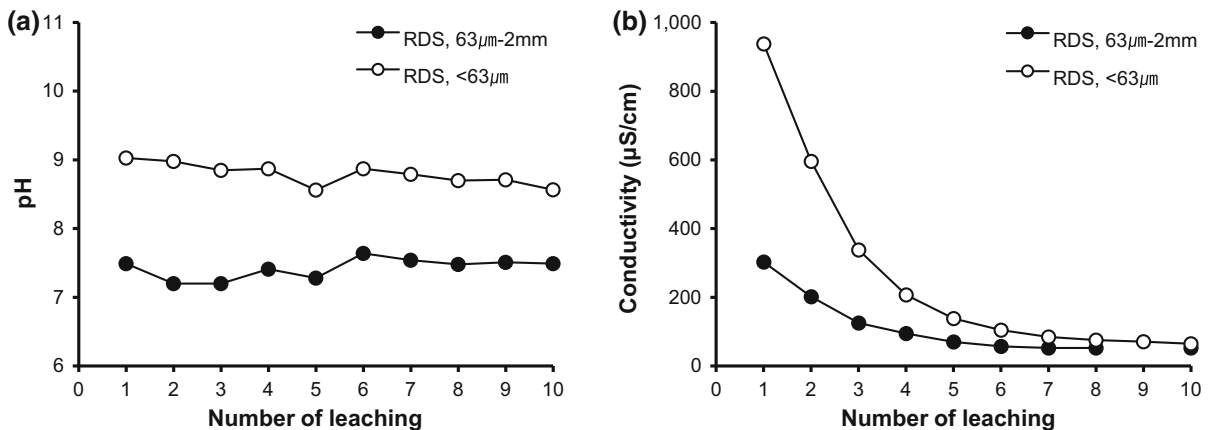 (a)
11
10
9
8
7
6
pH
0 1 2 3 4 5 6 7 8 9 10
Number of leaching
RDS, 63㎛-2mm
RDS, <63㎛
(b)
1,000
800
600
400
200
0
Conductivity (µS/cm)
0 1 2 3 4 5 6 7 8 9 10
Number of leaching
RDS, 63㎛-2mm
RDS, <63㎛